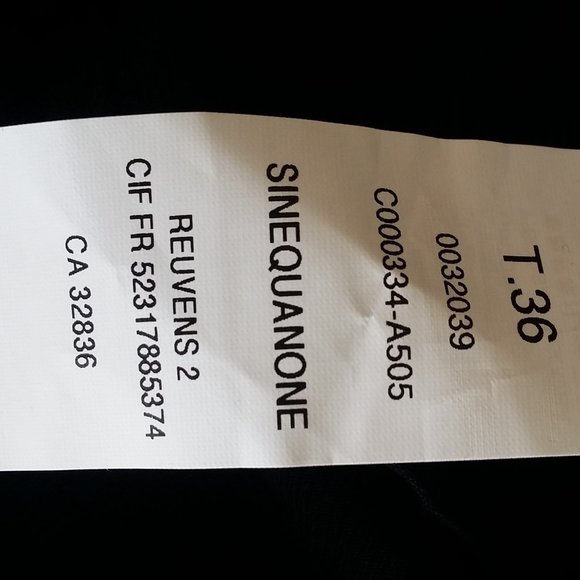 T.36
0032039
C000334-A505
SINEQUANONE
REUVENS 2
CIF FR 52317885374
CA 32836